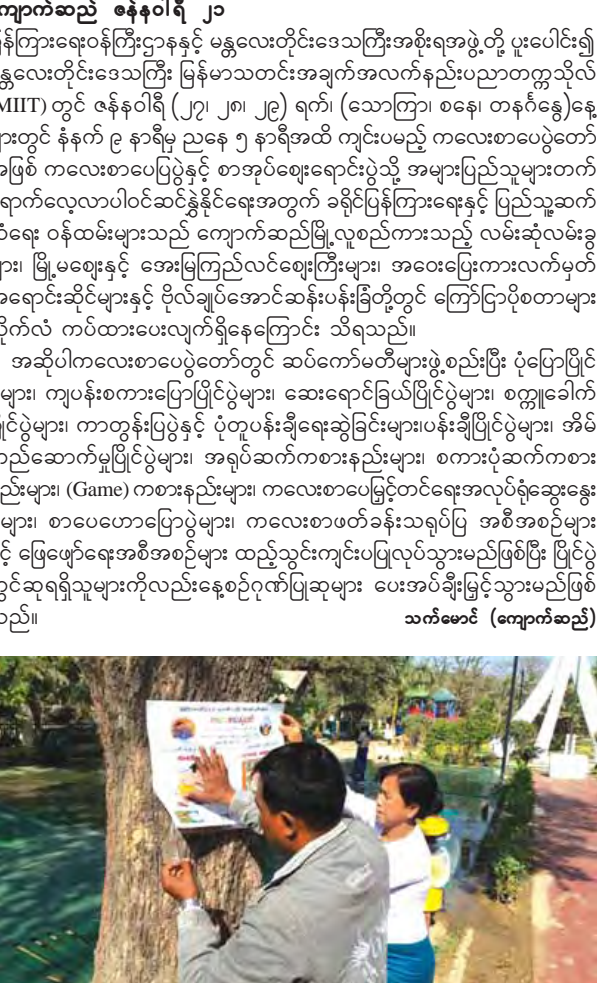 ကျောက်ဆည် ဇန်နဝါရီ ၂၁
ပြန်ကြားရေးဝန်ကြီးဌာနနှင့် မန္တလေးတိုင်းဒေသကြီးအစိုးရအဖွဲ့တို့ ပူးပေါင်း၍
မန္တလေးတိုင်းဒေသကြီး မြန်မာသတင်းအချက်အလက်နည်းပညာတက္ကသိုလ်
(MIIT) တွင် ဇန်နဝါရီ (၂၇၊ ၂၈၊ ၂၉) ရက်၊ (သောကြာ၊ စနေ၊ တနင်္ဂနွေ)နေ့
များတွင် နံနက် ၉ နာရီမှ ညနေ ၅ နာရီအထိ ကျင်းပမည့် ကလေးစာပေပွဲတော်
အဖြစ် ကလေးစာပေပြပွဲနှင့် စာအုပ်ဈေးရောင်းပွဲသို့ အများပြည်သူများတက်
ရောက်လေ့လာပါဝင်ဆင်နွှဲနိုင်ရေးအတွက် ခရိုင်ပြန်ကြားရေးနှင့် ပြည်သူ့ဆက်
ဆံရေး ဝန်ထမ်းများသည် ကျောက်ဆည်မြို့လူစည်ကားသည့် လမ်းဆုံလမ်းခွ
များ၊ မြို့မဈေးနှင့် အေးမြကြည်လင်ဈေးကြီးများ၊ အဝေးပြေးကားလက်မှတ်
အရောင်းဆိုင်များနှင့် ဗိုလ်ချုပ်အောင်ဆန်းပန်းခြံတို့တွင် ကြော်ငြာပိုစတာများ
လိုက်လံ ကပ်ထားပေးလျက်ရှိနေကြောင်း သိရသည်။
အဆိုပါကလေးစာပေပွဲတော်တွင် ဆပ်ကော်မတီများဖွဲ့စည်းပြီး ပုံပြောပြိုင်
ပွဲများ၊ ကျပန်းစကားပြောပြိုင်ပွဲများ၊ ဆေးရောင်ခြယ်ပြိုင်ပွဲများ၊ စက္ကူခေါက်
ပြိုင်ပွဲများ၊ ကာတွန်းပြပွဲနှင့် ပုံတူပန်းချီရေးဆွဲခြင်းများ၊ပန်းချီပြိုင်ပွဲများ၊ အိမ်
တည်ဆောက်မှုပြိုင်ပွဲများ၊ အရုပ်ဆက်ကစားနည်းများ၊ စကားပုံဆက်ကစား
နည်းများ၊ (Game) ကစားနည်းများ၊ ကလေးစာပေမြှင့်တင်ရေးအလုပ်ရုံဆွေးနွေး
ပွဲများ၊ စာပေဟောပြောပွဲများ၊ ကလေးစာဖတ်ခန်းသရုပ်ပြ အစီအစဉ်များ
နှင့် ဖြေဖျော်ရေးအစီအစဉ်များ ထည့်သွင်းကျင်းပပြုလုပ်သွားမည်ဖြစ်ပြီး ပြိုင်ပွဲ
တွင်ဆုရရှိသူများကိုလည်းနေ့စဉ်ဂုဏ်ပြုဆုများ ပေးအပ်ချီးမြှင့်သွားမည်ဖြစ်
သည်။ သက်မောင် (ကျောက်ဆည်)